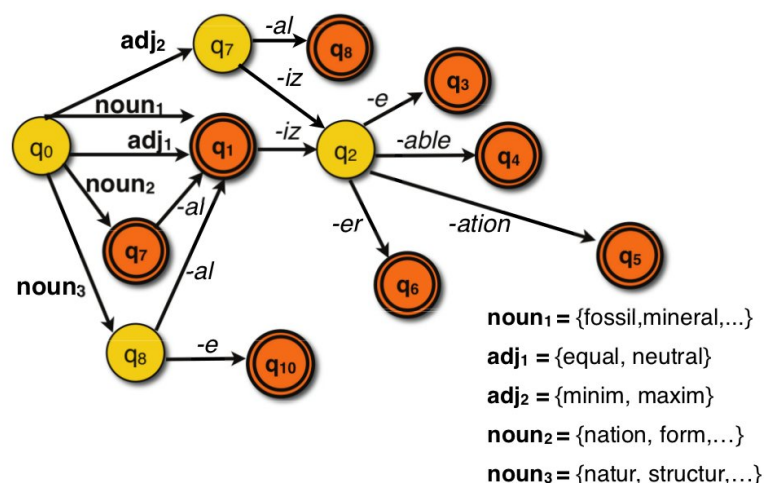 adj2
q7
-al
q8
-iz
-e
q3
noun1
q0
adj1
q1
-iz
q2
-able
q4
noun2
-al
q7
-er
-ation
q5
q6
noun3
-al
q8
-e
q10
noun1 = {fossil,mineral,...}
adj1 = {equal, neutral}
adj2 = {minim, maxim}
noun2 = {nation, form,...}
noun3 = {natur, structur,...}